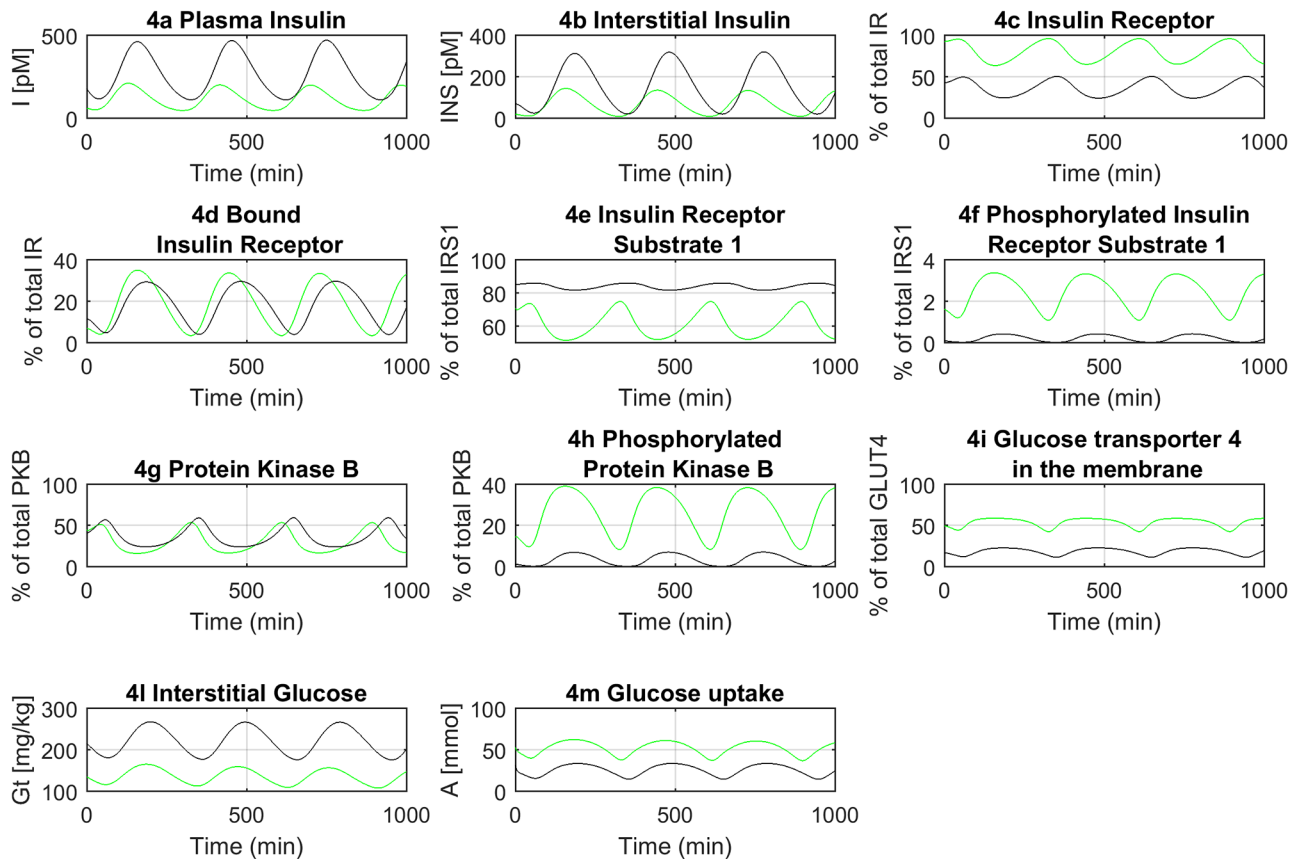 4a Plasma Insulin
I [pM]
500
0
0
500
1000
Time (min)
4b Interstitial Insulin
INS [pM]
400
200
0
0
500
1000
Time (min)
4c Insulin Receptor
% of total IR
100
50
0
0
500
1000
Time (min)
4d Bound
Insulin Receptor
% of total IR
40
20
0
0
500
1000
Time (min)
4e Insulin Receptor
Substrate 1
% of total IRS1
100
80
60
0
500
1000
Time (min)
4f Phosphorylated Insulin
Receptor Substrate 1
% of total IRS1
4
2
0
0
500
1000
Time (min)
4g Protein Kinase B
% of total PKB
100
50
0
0
500
1000
Time (min)
4h Phosphorylated
Protein Kinase B
% of total PKB
40
20
0
0
500
1000
Time (min)
4i Glucose transporter 4
in the membrane
% of total GLUT4
100
50
0
0
500
1000
Time (min)
4l Interstitial Glucose
Gt [mg/kg]
300
200
100
0
500
1000
Time (min)
4m Glucose uptake
A [mmol]
100
50
0
0
500
1000
Time (min)